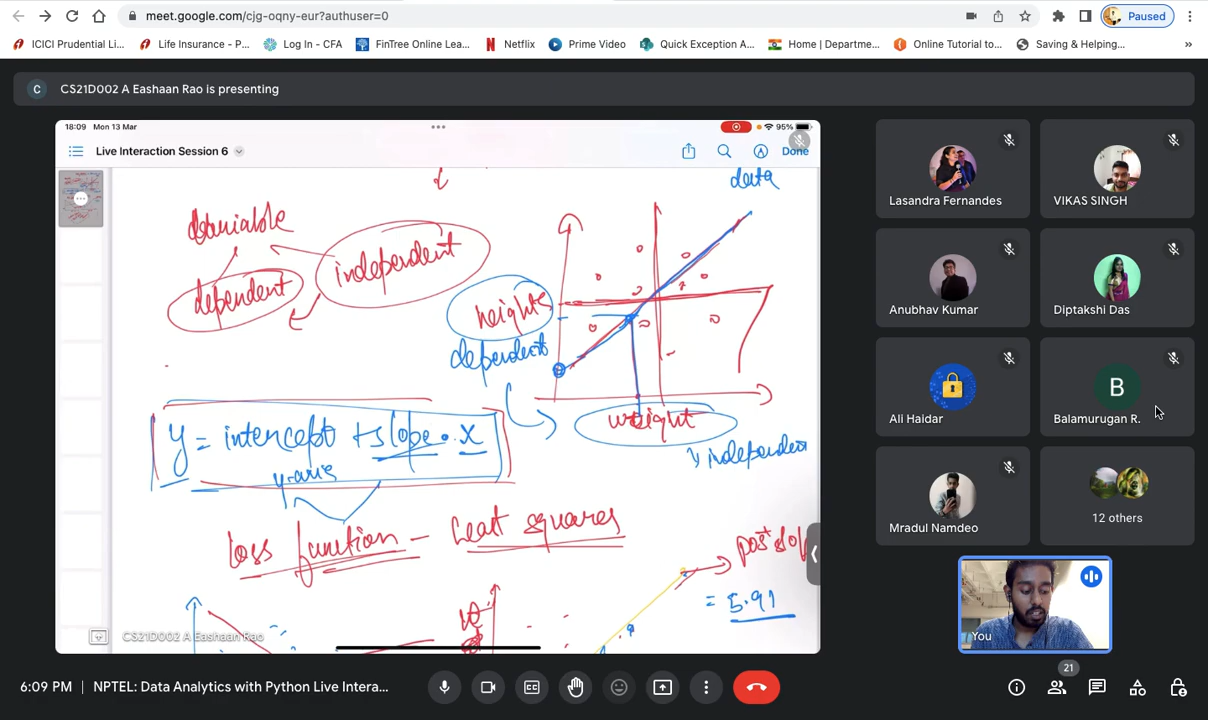 meet.google.com/cjg-oqny-eur?authuser=0
Paused
ICICI Prudential Li...
Life Insurance - P...
Log In - CFA
FinTree Online Lea...
Netflix
Prime Video
Quick Exception A...
Home | Departme...
Online Tutorial to...
Saving & Helping...
»
C
CS21D002 A Eashaan Rao is presenting
18:09 Mon 13 Mar
95%
Live Interaction Session 6
Done
data
independent
dependent
heights
dependent
weight
independent
y = intercept + slope • x
y-axis
loss function - least squares
= 5.91
CS21D002 A Eashaan Rao
Lasandra Fernandes
VIKAS SINGH
Anubhav Kumar
Diptakshi Das
Ali Haidar
B
Balamurugan R.
Mradul Namdeo
12 others
You
21
6:09 PM | NPTEL: Data Analytics with Python Live Intera...